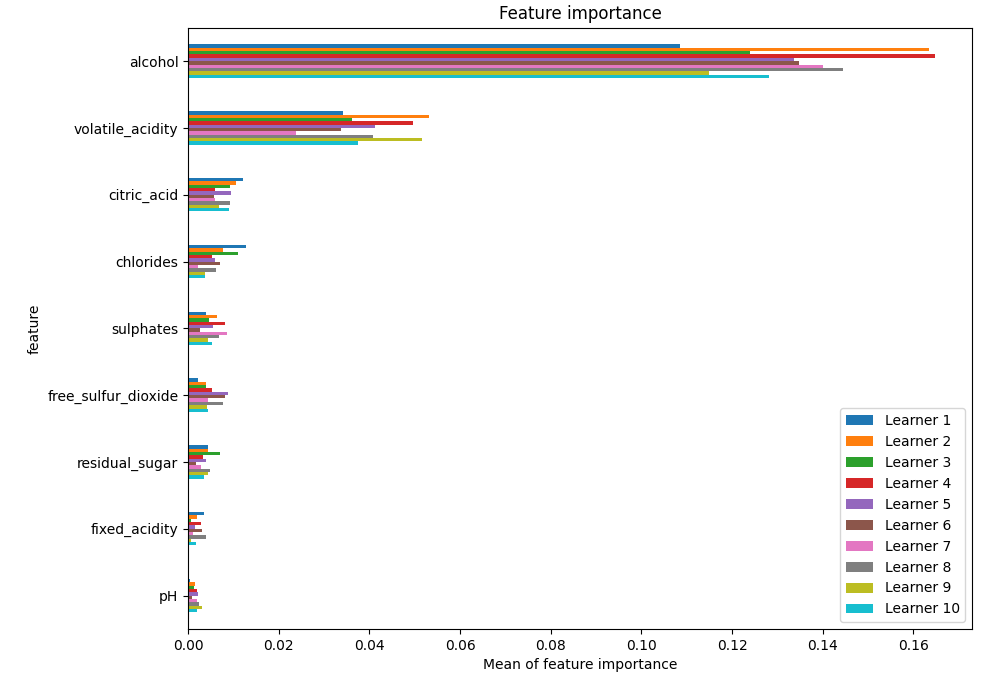 Feature importance
alcohol
volatile_acidity
citric_acid
chlorides
sulphates
free_sulfur_dioxide
residual_sugar
fixed_acidity
pH
feature
0.00 0.02 0.04 0.06 0.08 0.10 0.12 0.14 0.16
Mean of feature importance
Learner 1
Learner 2
Learner 3
Learner 4
Learner 5
Learner 6
Learner 7
Learner 8
Learner 9
Learner 10